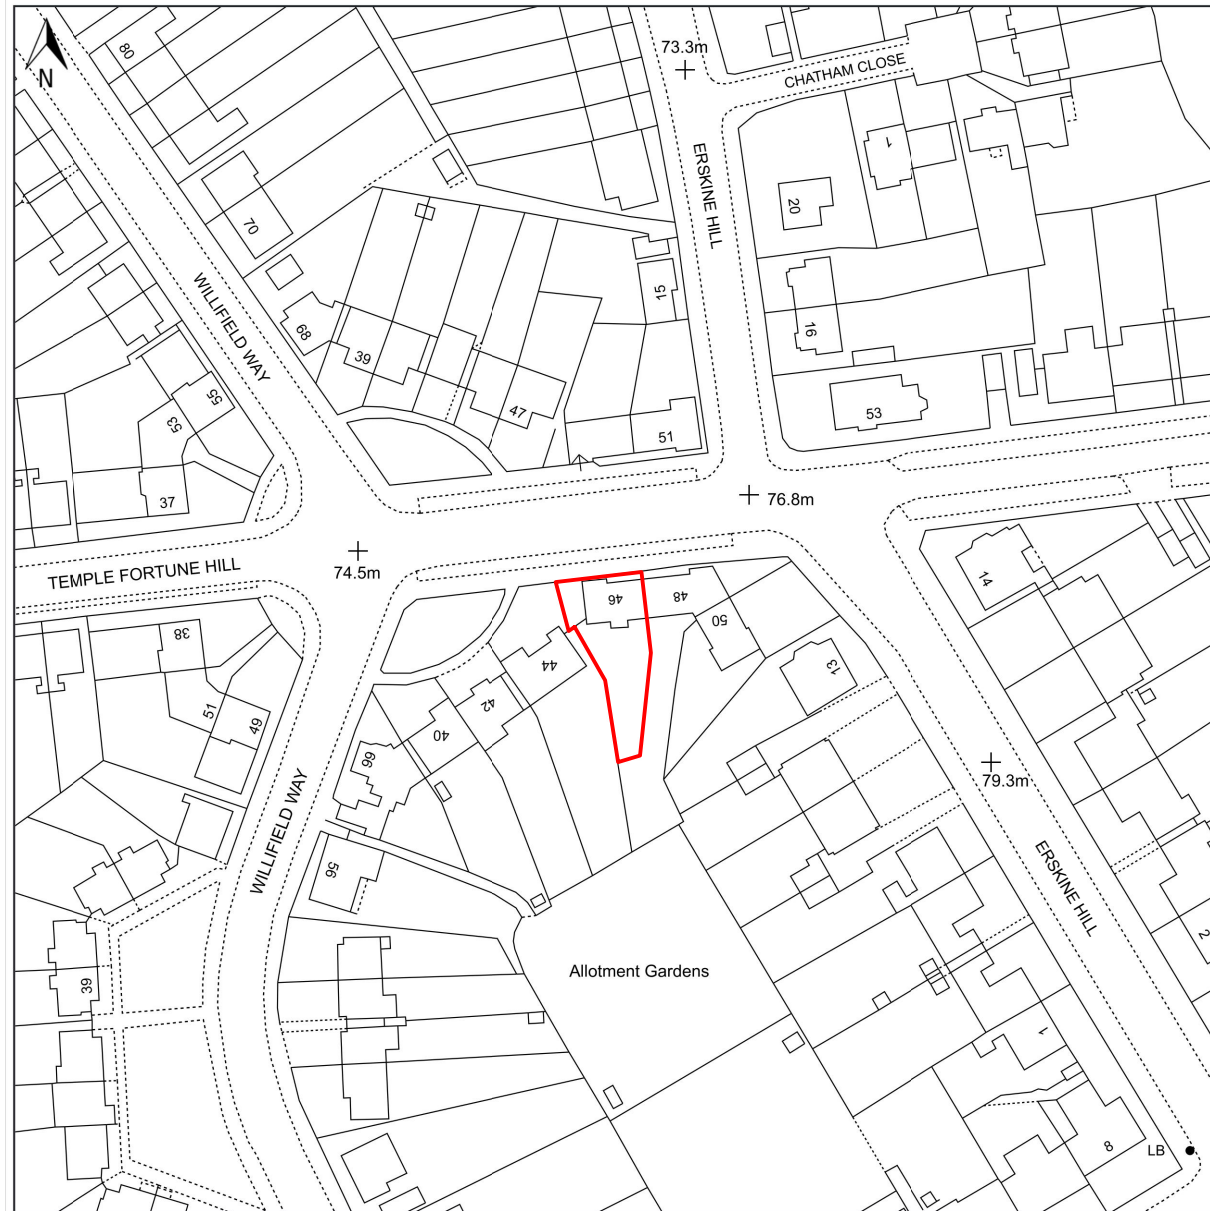 N
80
73.3m
CHATHAM CLOSE
1
ERSKINE HILL
20
70
WILLIFIELD WAY
15
68
39
16
47
55
53
51
53
37
76.8m
74.5m
TEMPLE FORTUNE HILL
14
46
48
50
38
44
13
42
51
49
40
66
79.3m
WILLIFIELD WAY
56
ERSKINE HILL
2
Allotment Gardens
39
1
8
LB